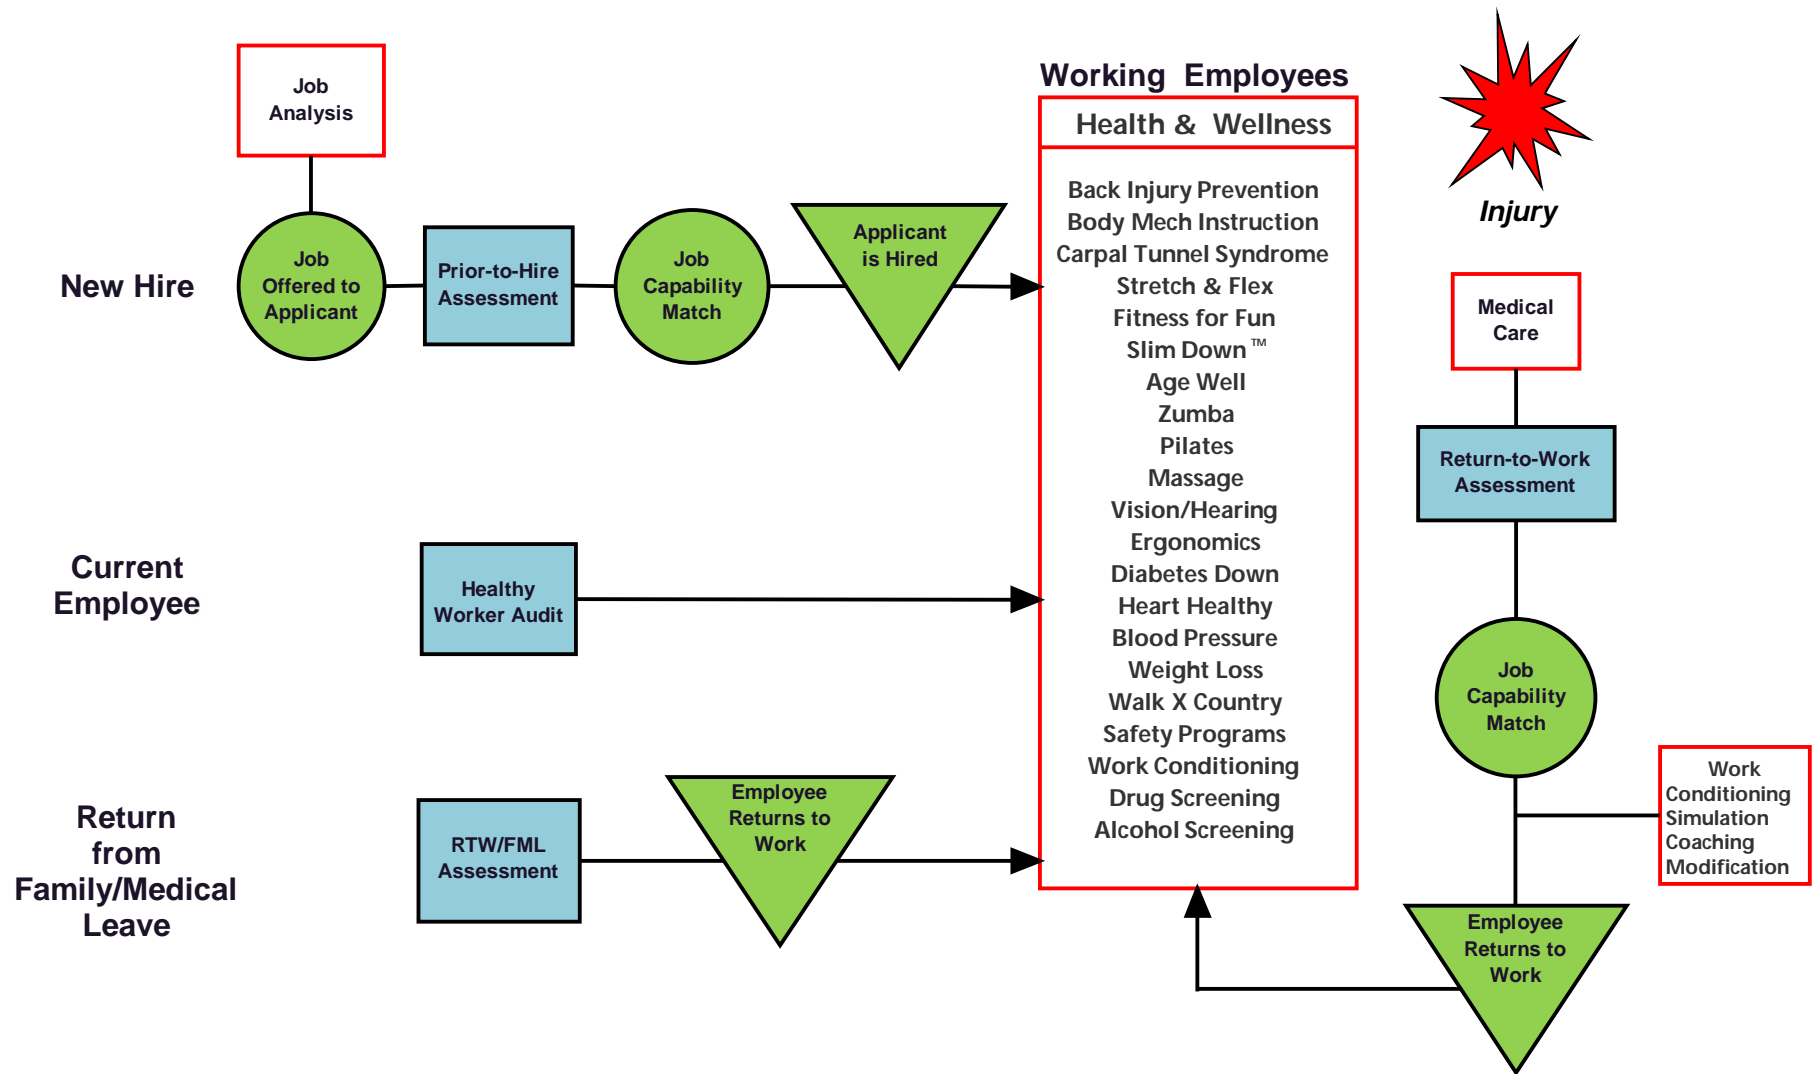 Job
Analysis
New Hire
Job
Offered to
Applicant
Prior-to-Hire
Assessment
Job
Capability
Match
Applicant
is Hired
Current
Employee
Healthy
Worker Audit
Return
from
Family/Medical
Leave
RTW/FML
Assessment
Employee
Returns to
Work
Working Employees
Health & Wellness
Back Injury Prevention
Body Mech Instruction
Carpal Tunnel Syndrome
Stretch & Flex
Fitness for Fun
Slim Down™
Age Well
Zumba
Pilates
Massage
Vision/Hearing
Ergonomics
Diabetes Down
Heart Healthy
Blood Pressure
Weight Loss
Walk X Country
Safety Programs
Work Conditioning
Drug Screening
Alcohol Screening
Injury
Medical
Care
Return-to-Work
Assessment
Job
Capability
Match
Work
Conditioning
Simulation
Coaching
Modification
Employee
Returns to
Work